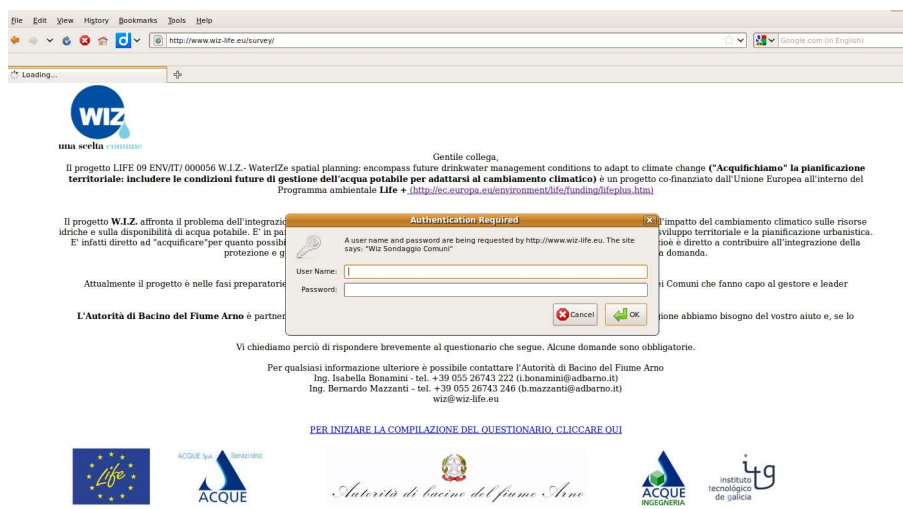 File Edit View History Bookmarks Tools Help
http://www.wiz-life.eu/survey/
Google.com (in English)
Loading...
WIZ
una scelta comune
Gentile collega,
Il progetto LIFE 09 ENV/IT/ 000056 W.I.Z.- WaterIZe spatial planning: encompass future drinkwater management conditions to adapt to climate change ("Acquifichiamo" la pianificazione
territoriale: includere le condizioni future di gestione dell'acqua potabile per adattarsi al cambiamento climatico) è un progetto co-finanziato dall'Unione Europea all'interno del
Programma ambientale Life + (http://ec.europa.eu/environment/life/funding/lifeplus.htm)
Il progetto W.I.Z. affronta il problema dell'integrazio l'impatto del cambiamento climatico sulle risorse
idriche e sulla disponibilità di acqua potabile. E' in pa sviluppo territoriale e la pianificazione urbanistica.
E' infatti diretto ad "acquificare"per quanto possibi cioè è diretto a contribuire all'integrazione della
protezione e g a domanda.
Attualmente il progetto è nelle fasi preparatorie ei Comuni che fanno capo al gestore e leader
L'Autorità di Bacino del Fiume Arno è partner gione abbiamo bisogno del vostro aiuto e, se lo
Authentication Required
A user name and password are being requested by http://www.wiz-life.eu. The site
says: "Wiz Sondaggio Comuni"
User Name:
Password:
Cancel OK
Vi chiediamo perciò di rispondere brevemente al questionario che segue. Alcune domande sono obbligatorie.
Per qualsiasi informazione ulteriore è possibile contattare l'Autorità di Bacino del Fiume Arno
Ing. Isabella Bonamini - tel. +39 055 26743 222 (i.bonamini@adbarno.it)
Ing. Bernardo Mazzanti - tel. +39 055 26743 246 (b.mazzanti@adbarno.it)
wiz@wiz-life.eu
PER INIZIARE LA COMPILAZIONE DEL QUESTIONARIO, CLICCARE QUI
Life
ACQUE SpA Servizi idrici
ACQUE
Autorità di bacino del fiume Arno
ACQUE
INGEGNERIA
itg
instituto
tecnológico
de galicia